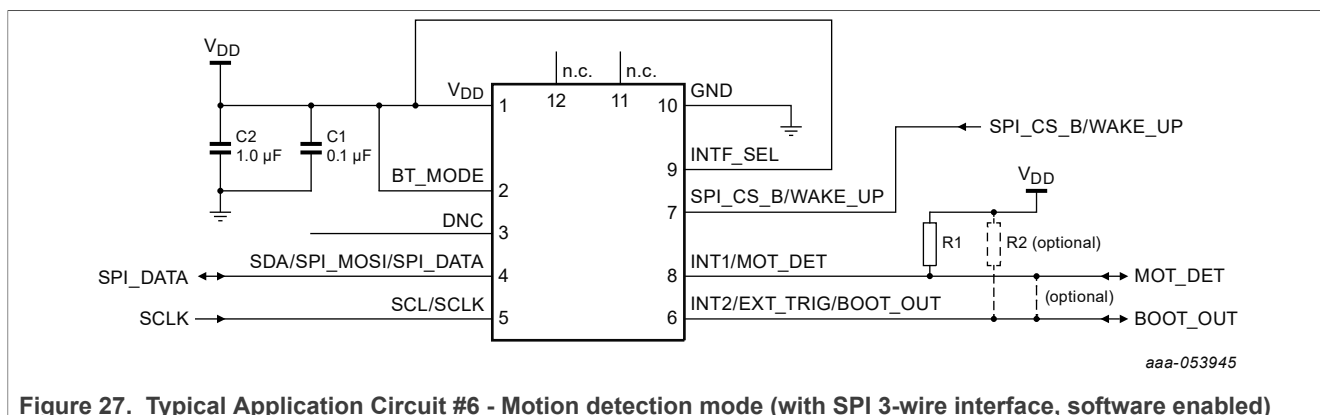 VDD
n.c.
n.c.
VDD
1
12
11
10
GND
C2
1.0 µF
C1
0.1 µF
SPI_CS_B/WAKE_UP
9
INTF_SEL
BT_MODE
2
VDD
7
SPI_CS_B/WAKE_UP
DNC
3
R1
R2 (optional)
SPI_DATA
SDA/SPI_MOSI/SPI_DATA
4
8
INT1/MOT_DET
MOT_DET
(optional)
SCLK
SCL/SCLK
5
6
INT2/EXT_TRIG/BOOT_OUT
BOOT_OUT
aaa-053945
Figure 27. Typical Application Circuit #6 - Motion detection mode (with SPI 3-wire interface, software enabled)